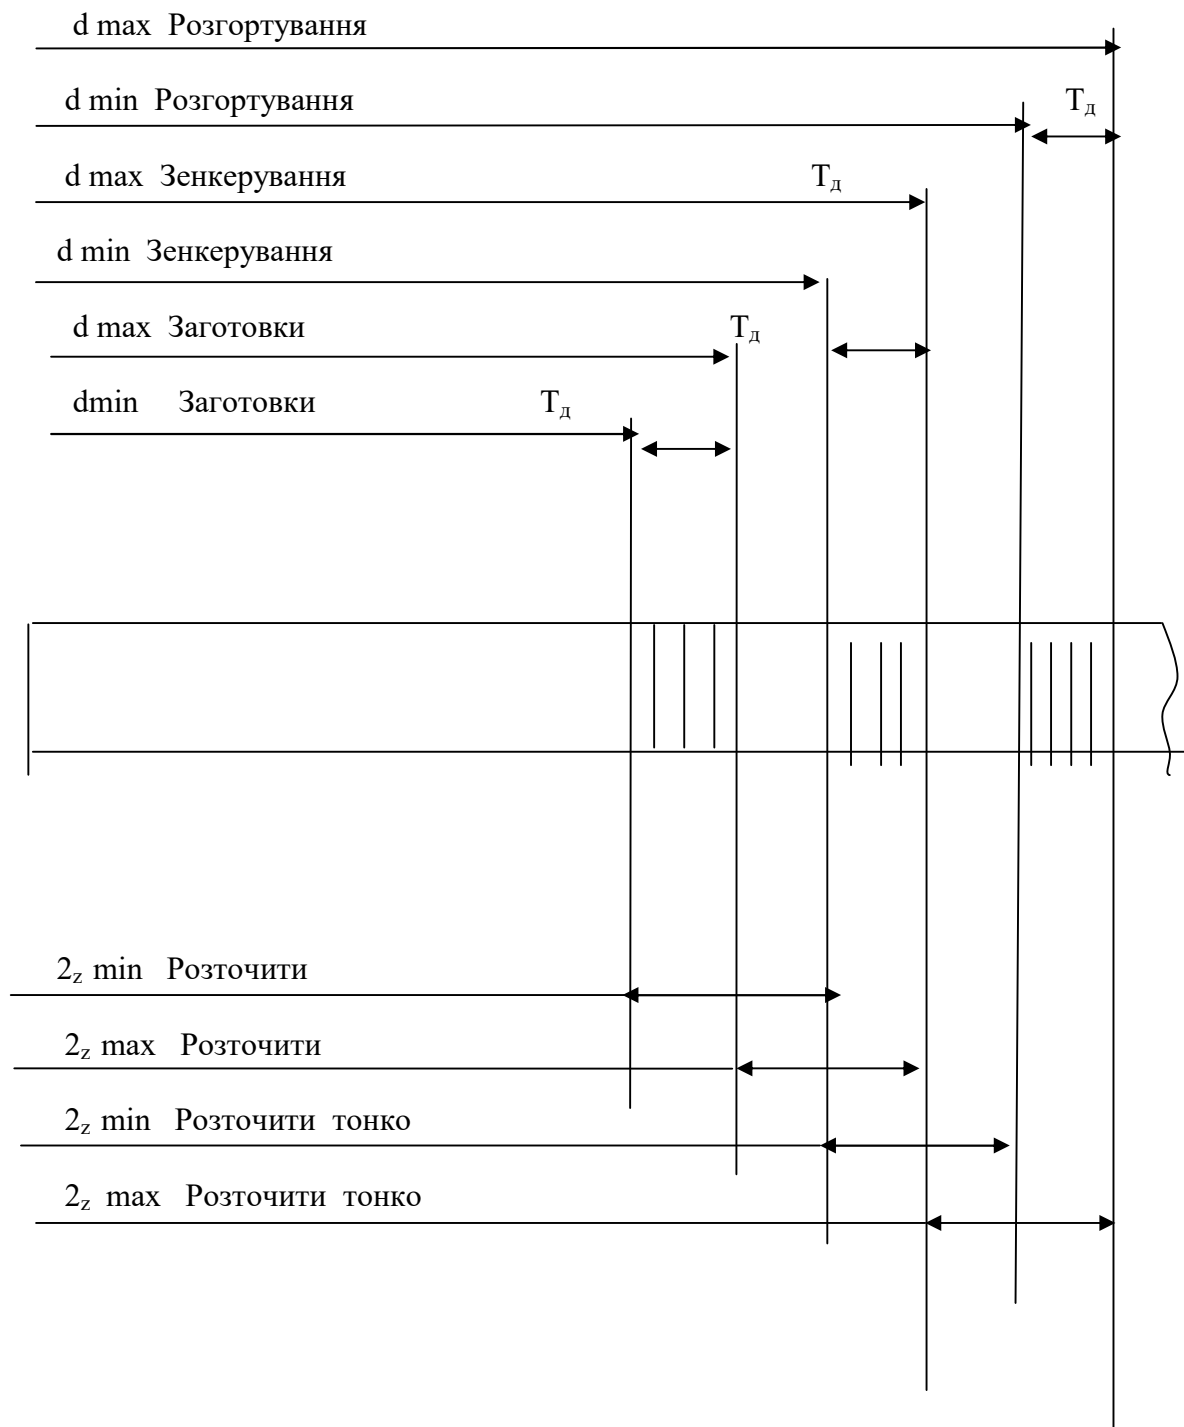 d max Розгортування
d min Розгортування Tд
d max Зенкерування Tд
d min Зенкерування
d max Заготовки Tд
dmin Заготовки Tд
2z min Розточити
2z max Розточити
2z min Розточити тонко
2z max Розточити тонко